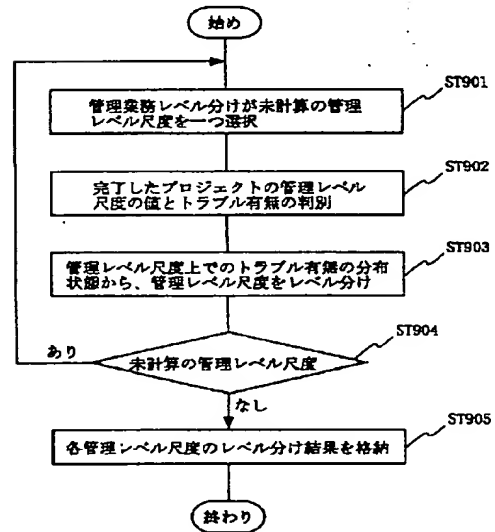 始め
ST901
管理業務レベル分けが未計算の管理
レベル尺度を一つ選択
ST902
完了したプロジェクトの管理レベル
尺度の値とトラブル有無の判別
ST903
管理レベル尺度上でのトラブル有無の分布
状態から、管理レベル尺度をレベル分け
ST904
あり
未計算の管理レベル尺度
なし
ST905
各管理レベル尺度のレベル分け結果を格納
終わり